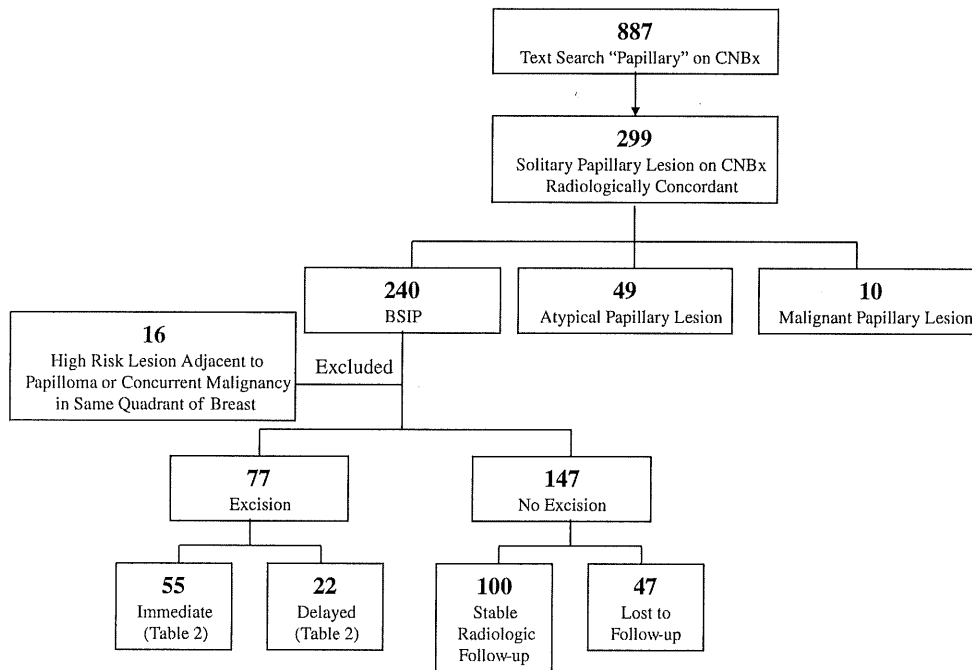 887
Text Search “Papillary” on CNBx
299
Solitary Papillary Lesion on CNBx
Radiologically Concordant
240
BSIP
49
Atypical Papillary Lesion
10
Malignant Papillary Lesion
16
High Risk Lesion Adjacent to
Papilloma or Concurrent Malignancy
in Same Quadrant of Breast
Excluded
77
Excision
147
No Excision
55
Immediate
(Table 2)
22
Delayed
(Table 2)
100
Stable
Radiologic
Follow-up
47
Lost to
Follow-up